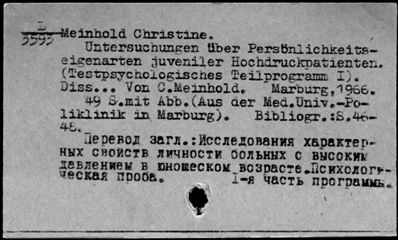 Е
3593
Meinhold Christine.
Untersuchungen über Persönlichkeits-
eigenarten juveniler Hochdruckpatienten.
(Testpsychologisches Teilprogramm I).
Diss... Von C.Meinhold. Marburg,1966.
49 S.mit Abb.(Aus der Med.Univ.-Po-
liklinik in Marburg). Bibliogr.:S.46-
48.
Перевод загл.:Исследования характер-
ных свойств личности больных с высоким
давлением в юношеском возрасте.Психологи-
ческая проба. I-я часть программы.